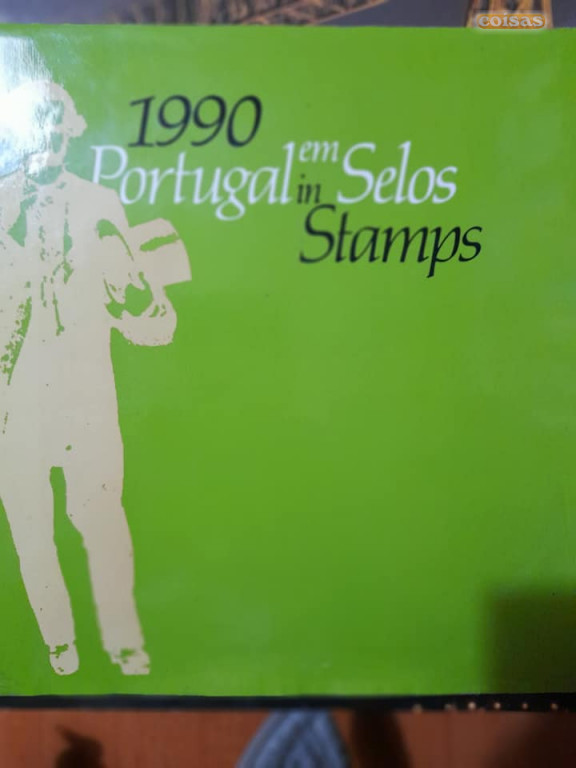 coisas
1990
Portugal em Selos
in
Stamps